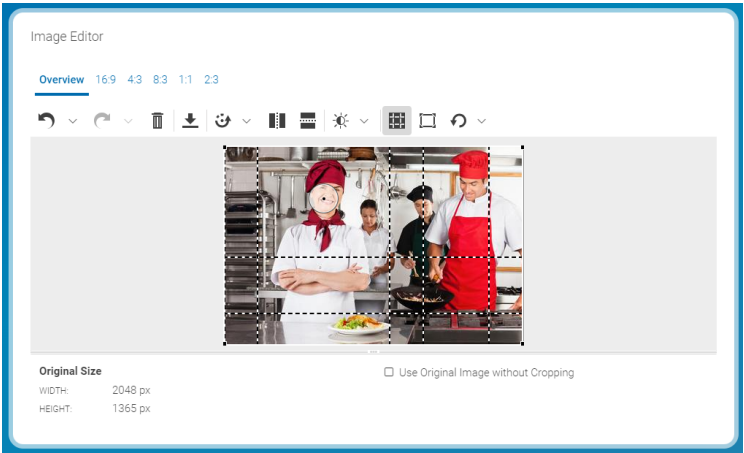 Image Editor
Overview 16:9 4:3 8:3 1:1 2:3
Original Size
Use Original Image without Cropping
WIDTH: 2048 px
HEIGHT: 1365 px